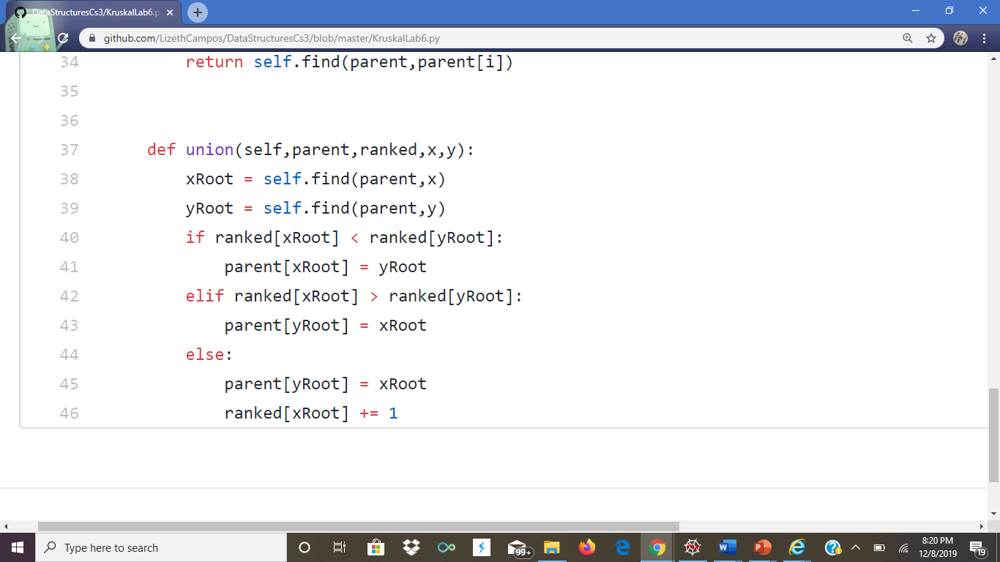 DataStructuresCs3/KruskalLab6.p
github.com/LizethCampos/DataStructuresCs3/blob/master/KruskalLab6.py
34 return self.find(parent,parent[i])
35
36
37 def union(self,parent,ranked,x,y):
38 xRoot = self.find(parent,x)
39 yRoot = self.find(parent,y)
40 if ranked[xRoot] < ranked[yRoot]:
41 parent[xRoot] = yRoot
42 elif ranked[xRoot] > ranked[yRoot]:
43 parent[yRoot] = xRoot
44 else:
45 parent[yRoot] = xRoot
46 ranked[xRoot] += 1
Type here to search
99+
8:20 PM
12/8/2019
19